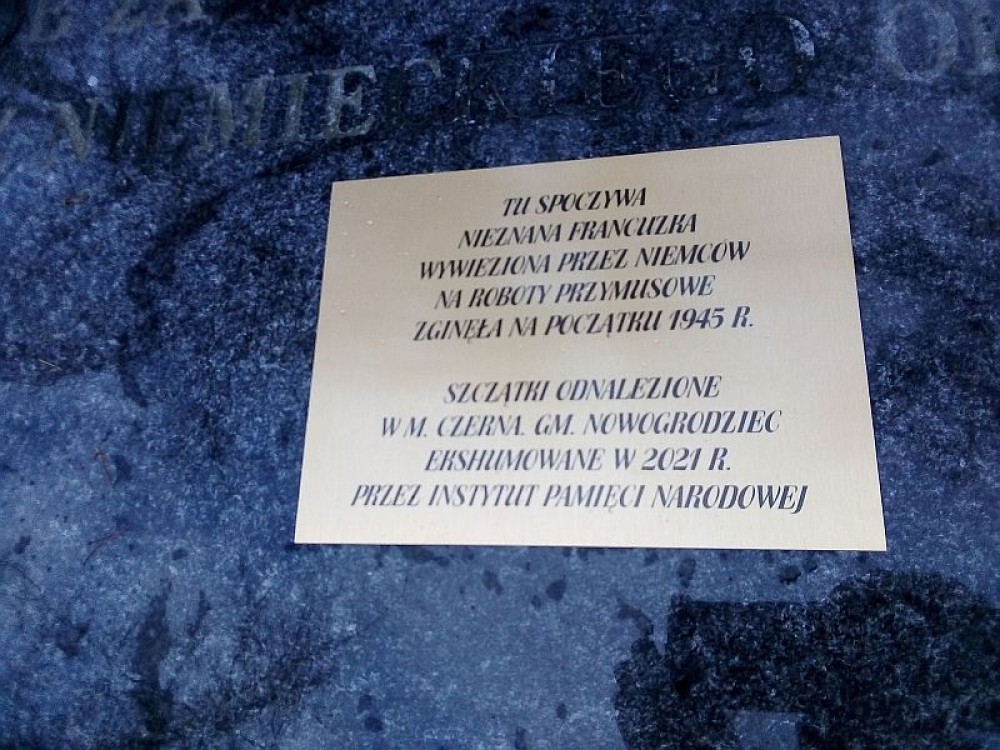 NIEMIECKIEGO
TU SPOCZYWA
NIEZNANA FRANCUZKA
WYWIEZIONA PRZEZ NIEMCÓW
NA ROBOTY PRZYMUSOWE
ZGINĘŁA NA POCZĄTKU 1945 R.
SZCZĄTKI ODNALEZIONE
W M. CZERNA. GM. NOWOGRODZIEC
EKSHUMOWANE W 2021 R.
PRZEZ INSTYTUT PAMIĘCI NARODOWEJ